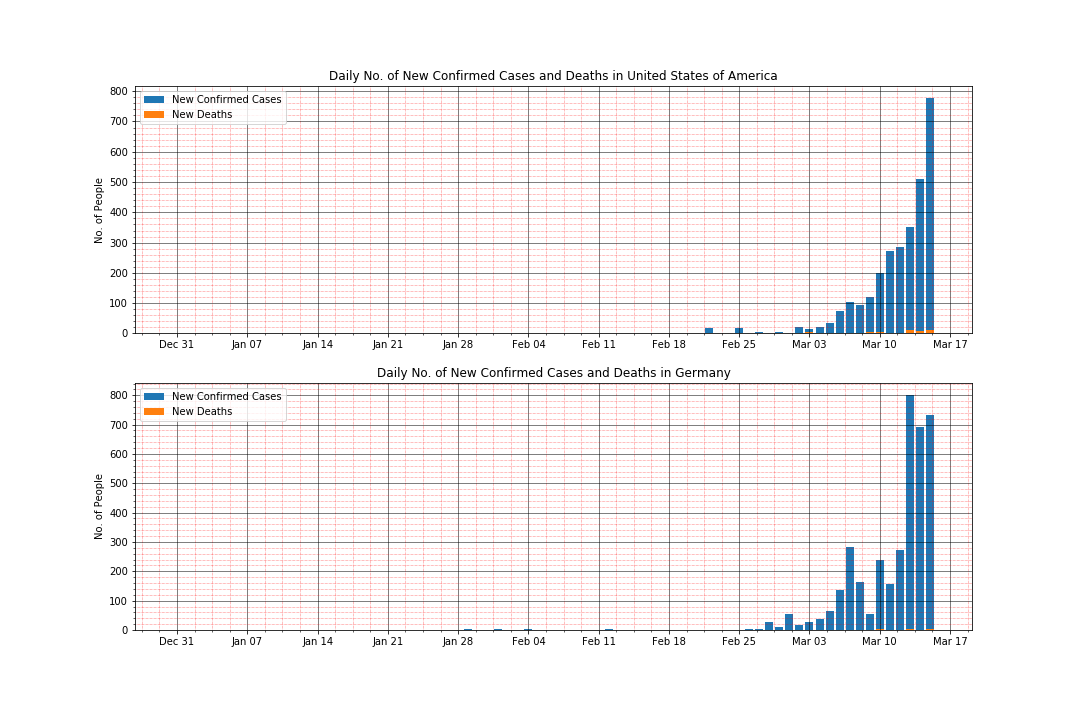 Daily No. of New Confirmed Cases and Deaths in United States of America
800
700
600
500
400
300
200
100
0
No. of People
New Confirmed Cases
New Deaths
Dec 31 Jan 07 Jan 14 Jan 21 Jan 28 Feb 04 Feb 11 Feb 18 Feb 25 Mar 03 Mar 10 Mar 17
Daily No. of New Confirmed Cases and Deaths in Germany
800
700
600
500
400
300
200
100
0
No. of People
New Confirmed Cases
New Deaths
Dec 31 Jan 07 Jan 14 Jan 21 Jan 28 Feb 04 Feb 11 Feb 18 Feb 25 Mar 03 Mar 10 Mar 17